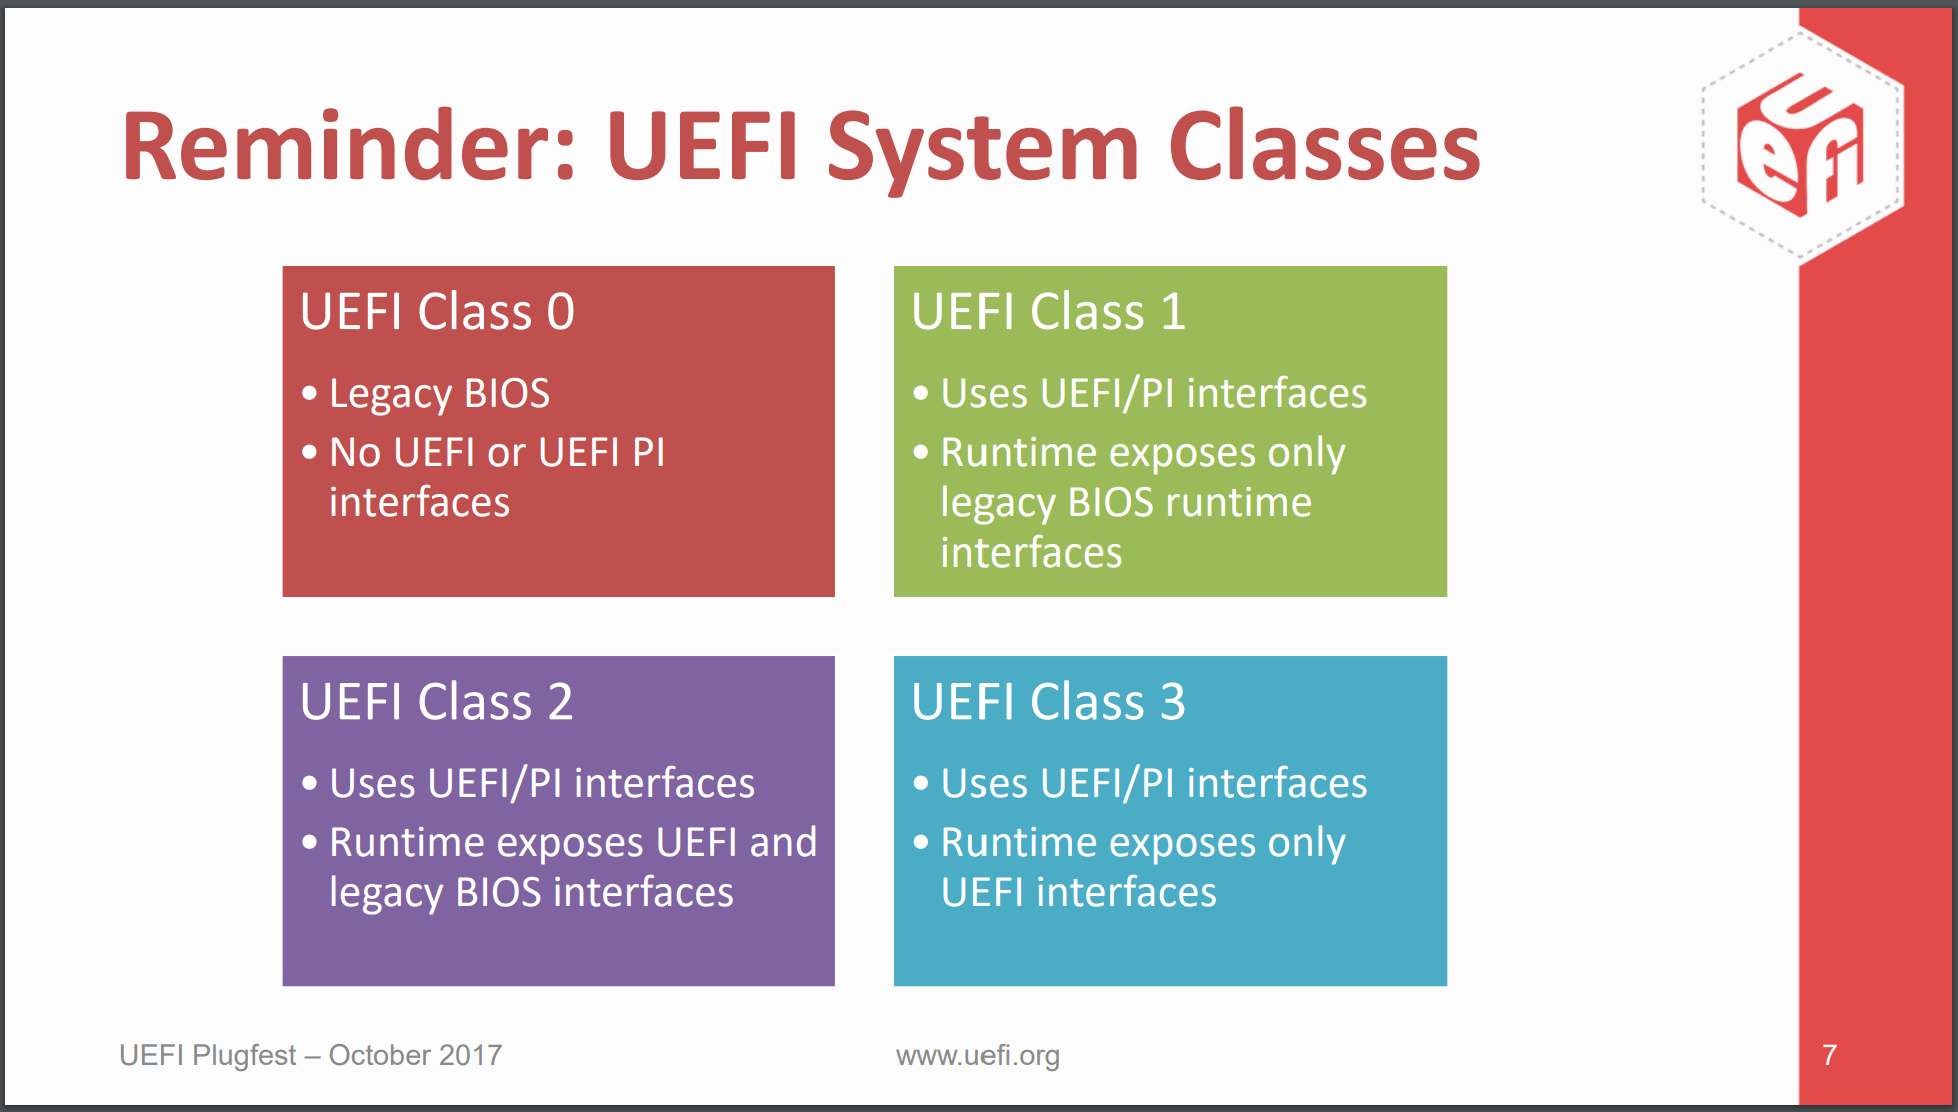 Reminder: UEFI System Classes
uefi
UEFI Class 0
• Legacy BIOS
• No UEFI or UEFI PI
interfaces
UEFI Class 1
• Uses UEFI/PI interfaces
• Runtime exposes only
legacy BIOS runtime
interfaces
UEFI Class 2
• Uses UEFI/PI interfaces
• Runtime exposes UEFI and
legacy BIOS interfaces
UEFI Class 3
• Uses UEFI/PI interfaces
• Runtime exposes only
UEFI interfaces
UEFI Plugfest – October 2017
www.uefi.org
7